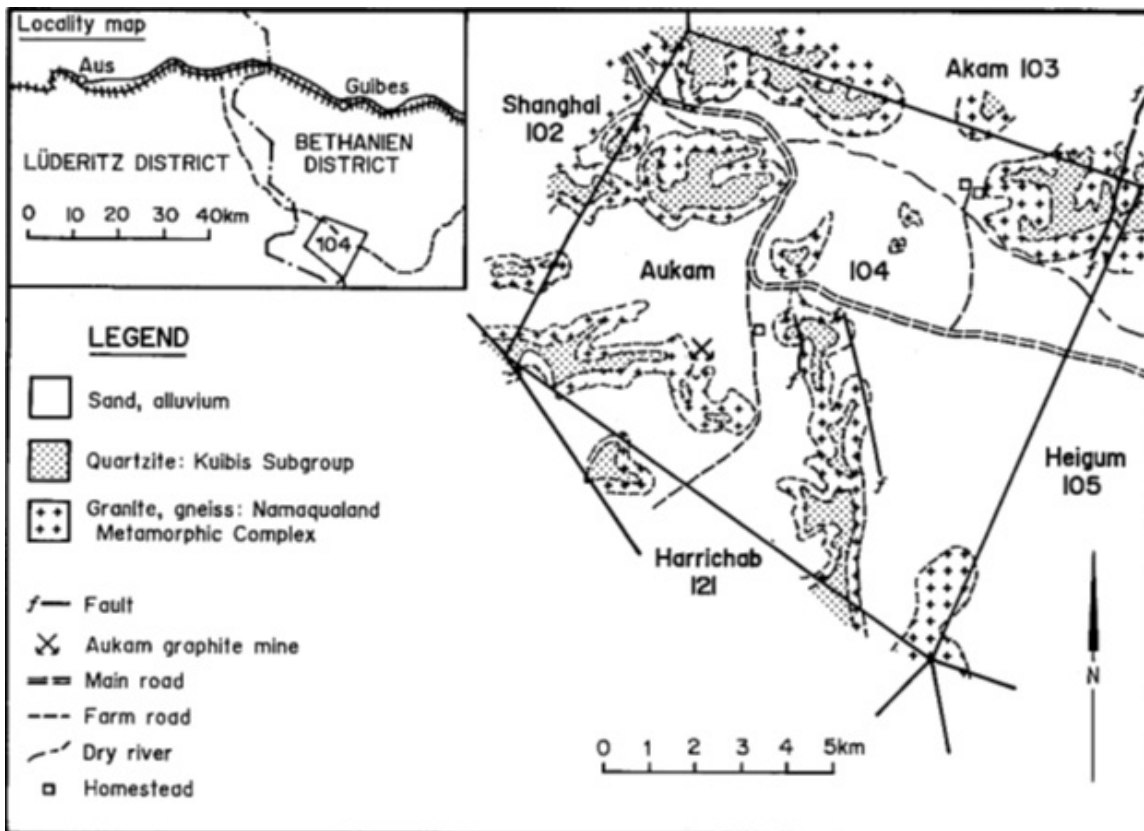 Locality map
Aus
Guibes
LÜDERITZ DISTRICT
BETHANIEN
DISTRICT
0 10 20 40km
104
LEGEND
Sand, alluvium
Quartzite: Kuibis Subgroup
Granite, gneiss: Namaqualand
Metamorphic Complex
f
Fault
Aukam graphite mine
Main road
Farm road
Dry river
Homestead
Shanghai
102
Akam 103
Aukam
104
Heigum
105
Harrichab
121
f
f
f
0 1 2 3 4 5km
N